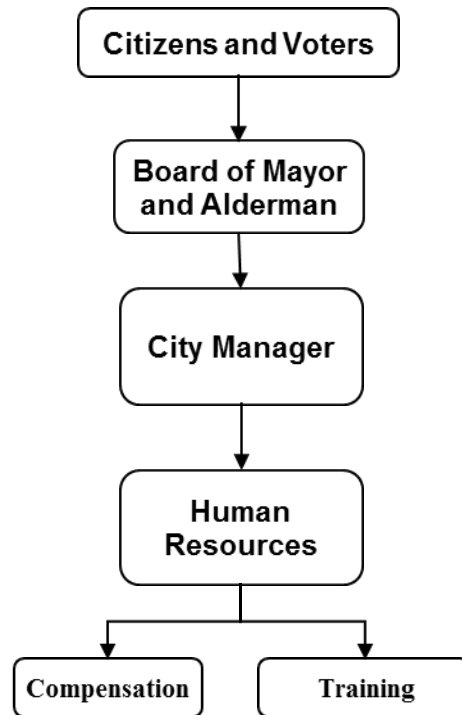 Citizens and Voters
Board of Mayor
and Alderman
City Manager
Human
Resources
Compensation
Training